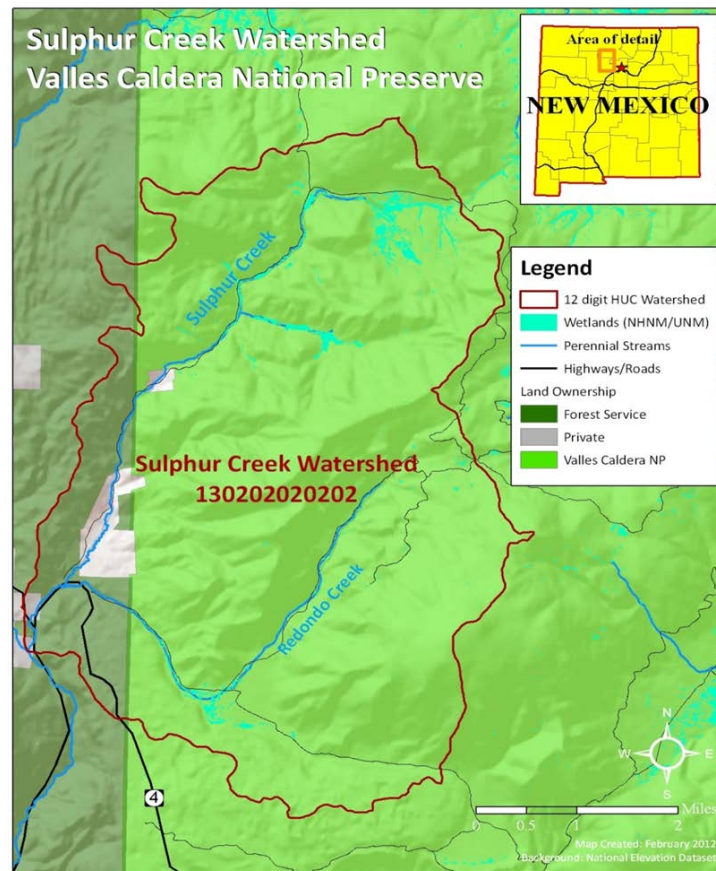 Sulphur Creek Watershed
Valles Caldera National Preserve
Area of detail
NEW MEXICO
Legend
12 digit HUC Watershed
Wetlands (NHNM/UNM)
Perennial Streams
Highways/Roads
Land Ownership
Forest Service
Private
Valles Caldera NP
Sulphur Creek
Sulphur Creek Watershed
130202020202
Redondo Creek
4
N
W E
S
Miles
0 0.5 1 2
Map Created: February 2012
Background: National Elevation Dataset